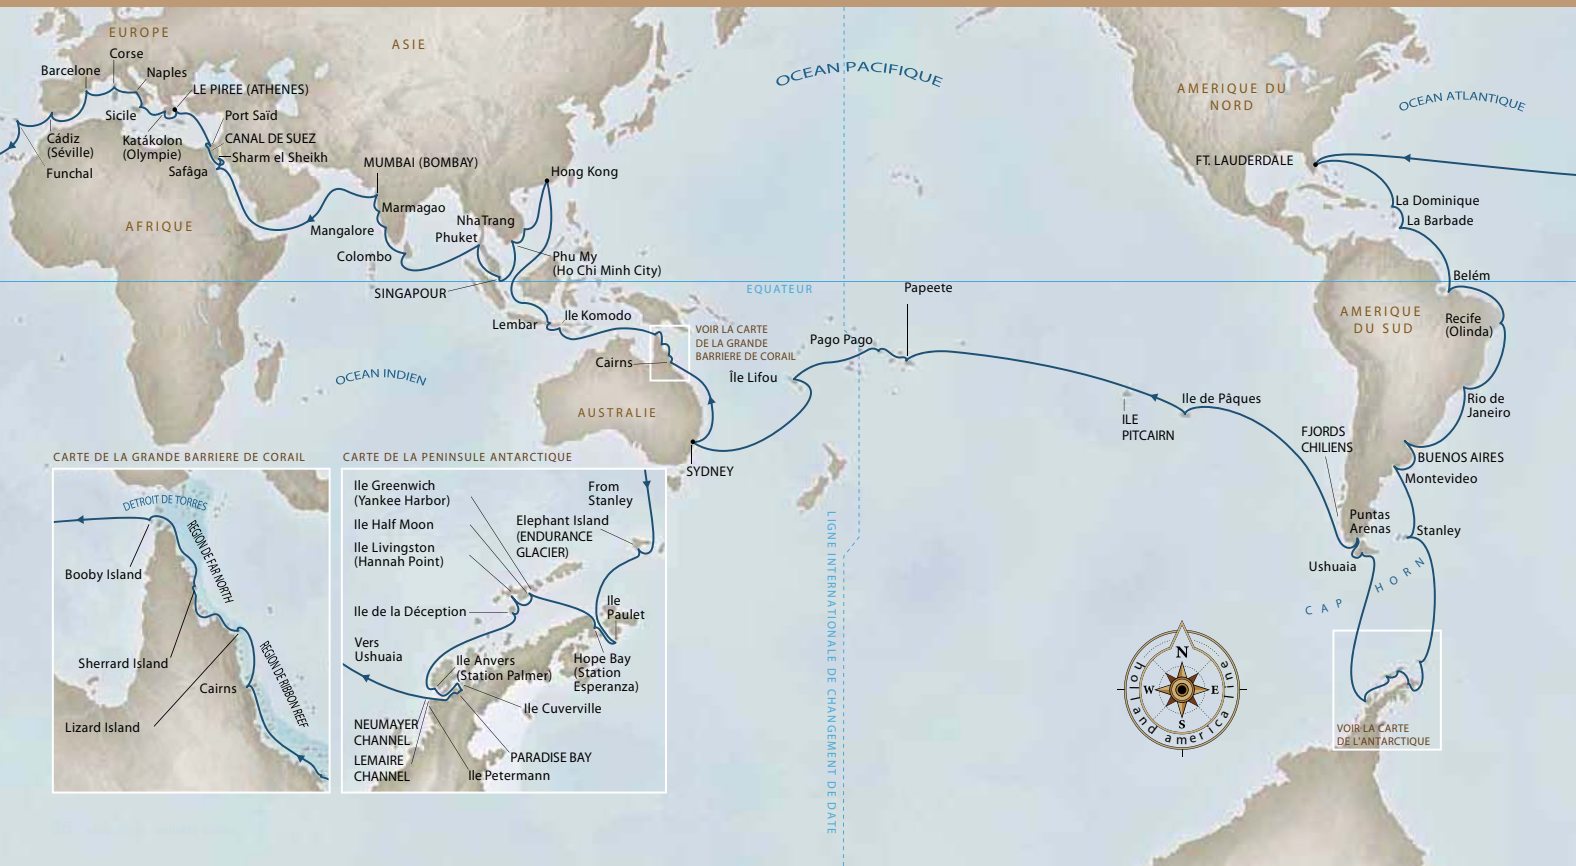 EUROPE
ASIE
Corse
Barcelone
Naples
LE PIREE (ATHENES)
Sicile
Port Saïd
Cádiz
(Séville)
Katákolon
(Olympie)
CANAL DE SUEZ
Sharm el Sheikh
Funchal
Safâga
MUMBAI (BOMBAY)
Hong Kong
AFRIQUE
Marmagao
Mangalore
NhaTrang
Phuket
Colombo
Phu My
(Ho Chi Minh City)
SINGAPOUR
Lembar
Ile Komodo
Cairns
VOIR LA CARTE
DE LA GRANDE
BARRIERE DE CORAIL
OCEAN INDIEN
AUSTRALIE
SYDNEY
OCEAN PACIFIQUE
EQUATEUR
Papeete
Pago Pago
Île Lifou
LIGNE INTERNATIONALE DE CHANGEMENT DE DATE
AMERIQUE DU
NORD
OCEAN ATLANTIQUE
FT. LAUDERDALE
La Dominique
La Barbade
Belém
AMERIQUE
DU SUD
Recife
(Olinda)
Ile de Pâques
ILE
PITCAIRN
Rio de
Janeiro
FJORDS
CHILIENS
BUENOS AIRES
Montevideo
Puntas
Arenas
Stanley
Ushuaia
CAP HORN
N
W
E
S
holland america line
VOIR LA CARTE
DE L'ANTARCTIQUE
CARTE DE LA GRANDE BARRIERE DE CORAIL
DETROIT DE TORRES
REGION DE FAR NORTH
Booby Island
Sherrard Island
Cairns
REGION DE RIBBON REEF
Lizard Island
CARTE DE LA PENINSULE ANTARCTIQUE
Ile Greenwich
(Yankee Harbor)
From
Stanley
Ile Half Moon
Elephant Island
(ENDURANCE
GLACIER)
Ile Livingston
(Hannah Point)
Ile de la Déception
Ile
Paulet
Vers
Ushuaia
Ile Anvers
(Station Palmer)
Hope Bay
(Station
Esperanza)
Ile Cuverville
NEUMAYER
CHANNEL
LEMAIRE
CHANNEL
PARADISE BAY
Ile Petermann